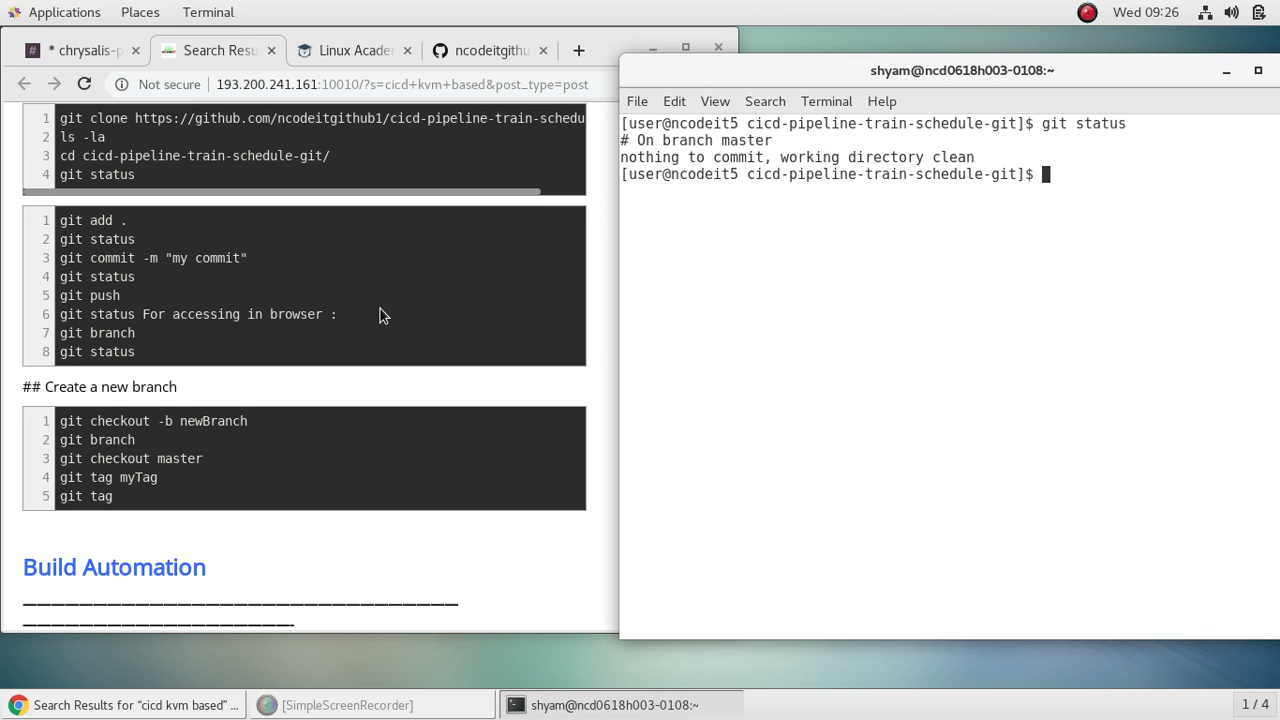 Applications Places Terminal Wed 09:26
* chrysalis-p Search Resu Linux Acade ncodeitgithu
Not secure 193.200.241.161:10010/?s=cicd+kvm+based&post_type=post
1 git clone https://github.com/ncodeitgithub1/cicd-pipeline-train-schedu
2 ls -la
3 cd cicd-pipeline-train-schedule-git/
4 git status
1 git add .
2 git status
3 git commit -m "my commit"
4 git status
5 git push
6 git status For accessing in browser :
7 git branch
8 git status
## Create a new branch
1 git checkout -b newBranch
2 git branch
3 git checkout master
4 git tag myTag
5 git tag
Build Automation
shyam@ncd0618h003-0108:~
File Edit View Search Terminal Help
[user@ncodeit5 cicd-pipeline-train-schedule-git]$ git status
# On branch master
nothing to commit, working directory clean
[user@ncodeit5 cicd-pipeline-train-schedule-git]$
Search Results for “cicd kvm based” ... [SimpleScreenRecorder] shyam@ncd0618h003-0108:~ 1 / 4